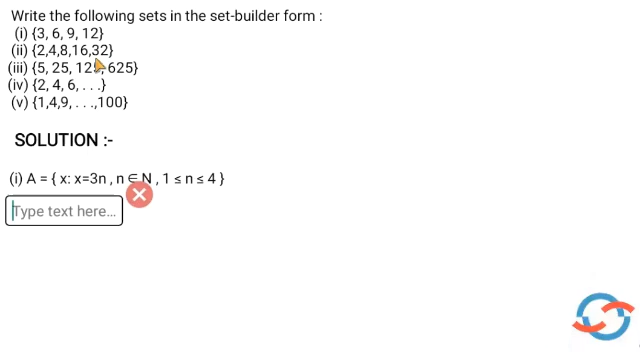 Write the following sets in the set-builder form :
(i) {3, 6, 9, 12}
(ii) {2,4,8,16,32}
(iii) {5, 25, 125, 625}
(iv) {2, 4, 6, . . .}
(v) {1,4,9, . . .,100}
SOLUTION :-
(i) A = { x: x=3n , n ∈ N , 1 ≤ n ≤ 4 }
Type text here...